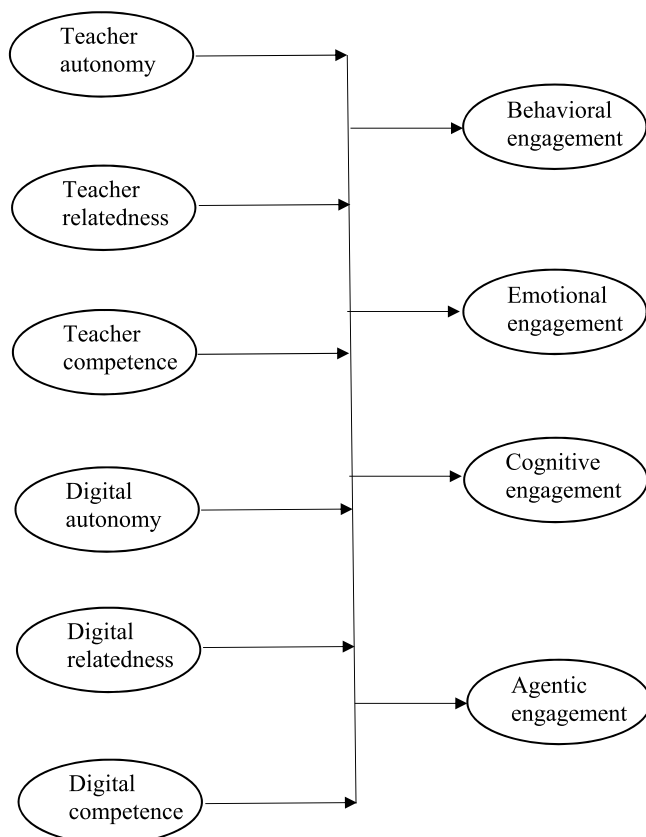 Teacher
autonomy
Teacher
relatedness
Teacher
competence
Digital
autonomy
Digital
relatedness
Digital
competence
Behavioral
engagement
Emotional
engagement
Cognitive
engagement
Agentic
engagement